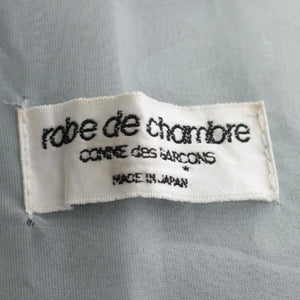 robe de chambre
COMME des GARCONS
MADE IN JAPAN